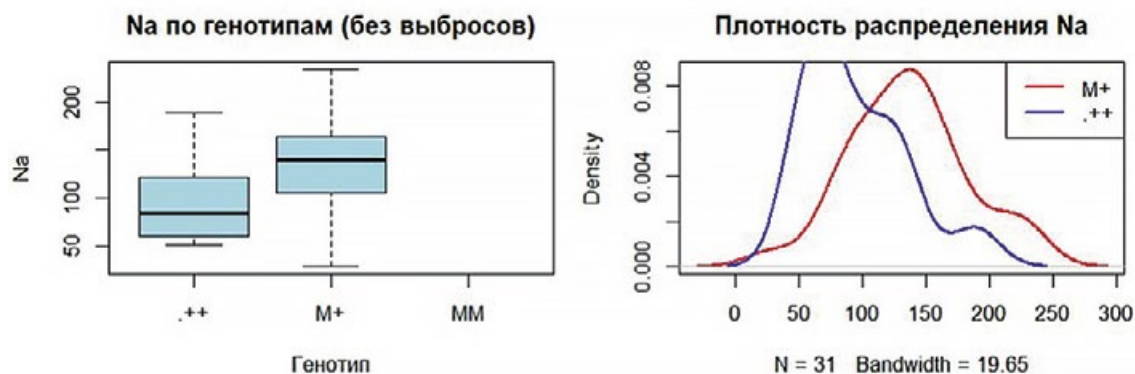 Na по генотипам (без выбросов)
Na
200
100
50
.++
M+
MM
Генотип
Плотность распределения Na
Density
0.008
0.004
0.000
M+
.++
0 50 100 150 200 250 300
N = 31 Bandwidth = 19.65